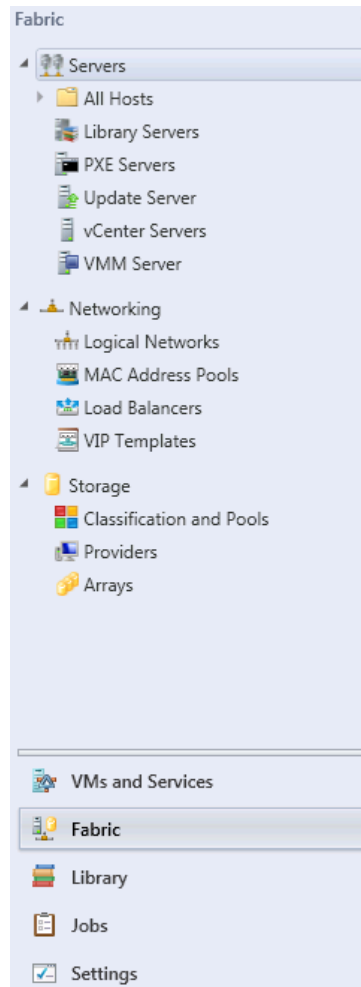 Fabric
Servers
All Hosts
Library Servers
PXE Servers
Update Server
vCenter Servers
VMM Server
Networking
Logical Networks
MAC Address Pools
Load Balancers
VIP Templates
Storage
Classification and Pools
Providers
Arrays
VMs and Services
Fabric
Library
Jobs
Settings